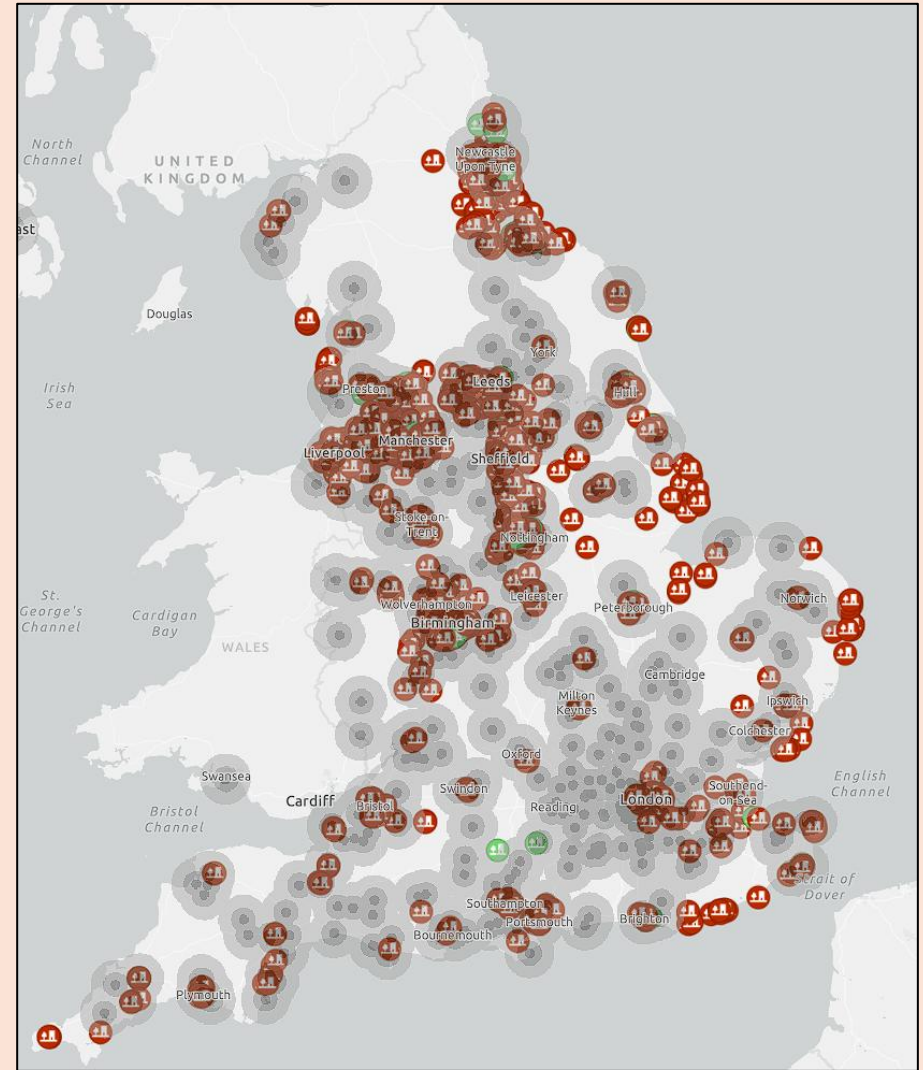 North
Channel
UNITED
KINGDOM
Newcastle
Upon Tyne
ast
Douglas
York
Irish
Sea
Preston
Leeds
Hull
Liverpool
Manchester
Sheffield
Stoke-on-
Trent
Nottingham
St.
George's
Channel
Cardigan
Bay
WALES
Wolverhampton
Birmingham
Leicester
Peterborough
Norwich
Cambridge
Milton
Keynes
Ipswich
Colchester
Swansea
Cardiff
Bristol
Channel
Bristol
Swindon
Oxford
Reading
London
Southend-
on-Sea
English
Channel
Strait of
Dover
Southampton
Portsmouth
Bournemouth
Brighton
Plymouth